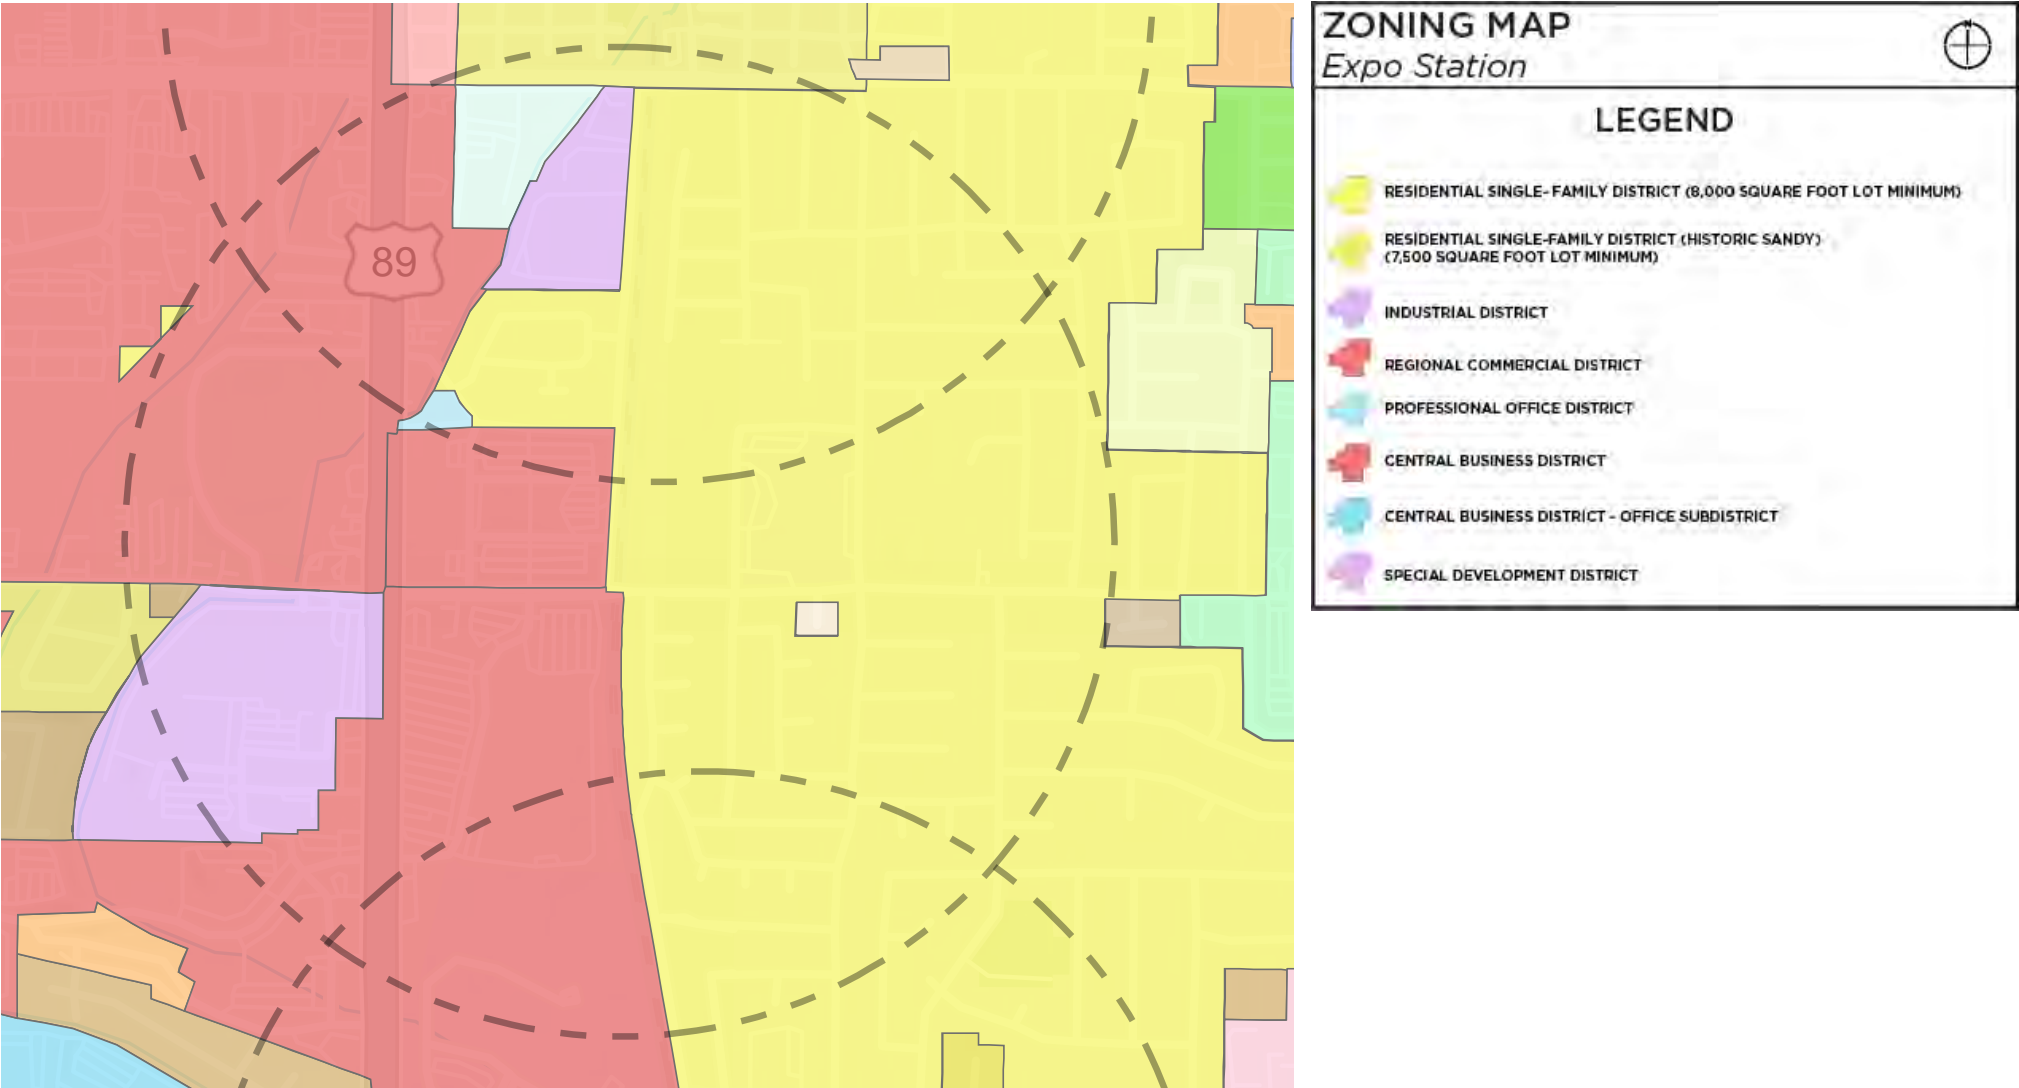 89
ZONING MAP
Expo Station
N
LEGEND
RESIDENTIAL SINGLE-FAMILY DISTRICT (8,000 SQUARE FOOT LOT MINIMUM)
RESIDENTIAL SINGLE-FAMILY DISTRICT (HISTORIC SANDY)
(7,500 SQUARE FOOT LOT MINIMUM)
INDUSTRIAL DISTRICT
REGIONAL COMMERCIAL DISTRICT
PROFESSIONAL OFFICE DISTRICT
CENTRAL BUSINESS DISTRICT
CENTRAL BUSINESS DISTRICT - OFFICE SUBDISTRICT
SPECIAL DEVELOPMENT DISTRICT